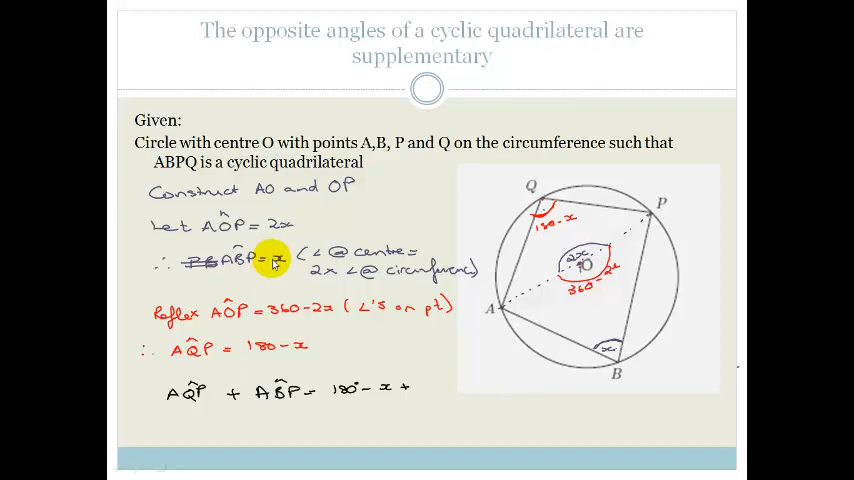 The opposite angles of a cyclic quadrilateral are
supplementary
Given:
Circle with centre O with points A,B, P and Q on the circumference such that
ABPQ is a cyclic quadrilateral
Construct AO and OP
Let AÔP = 2x
∴ AB̂P = x (∠ @ centre =
2x ∠ @ circumference)
Reflex AÔP = 360 - 2x (∠'s on pt)
∴ AQ̂P = 180 - x
AQ̂P + AB̂P = 180° - x +
Q
P
180 - x
2x
O
360 - 2x
A
x
B